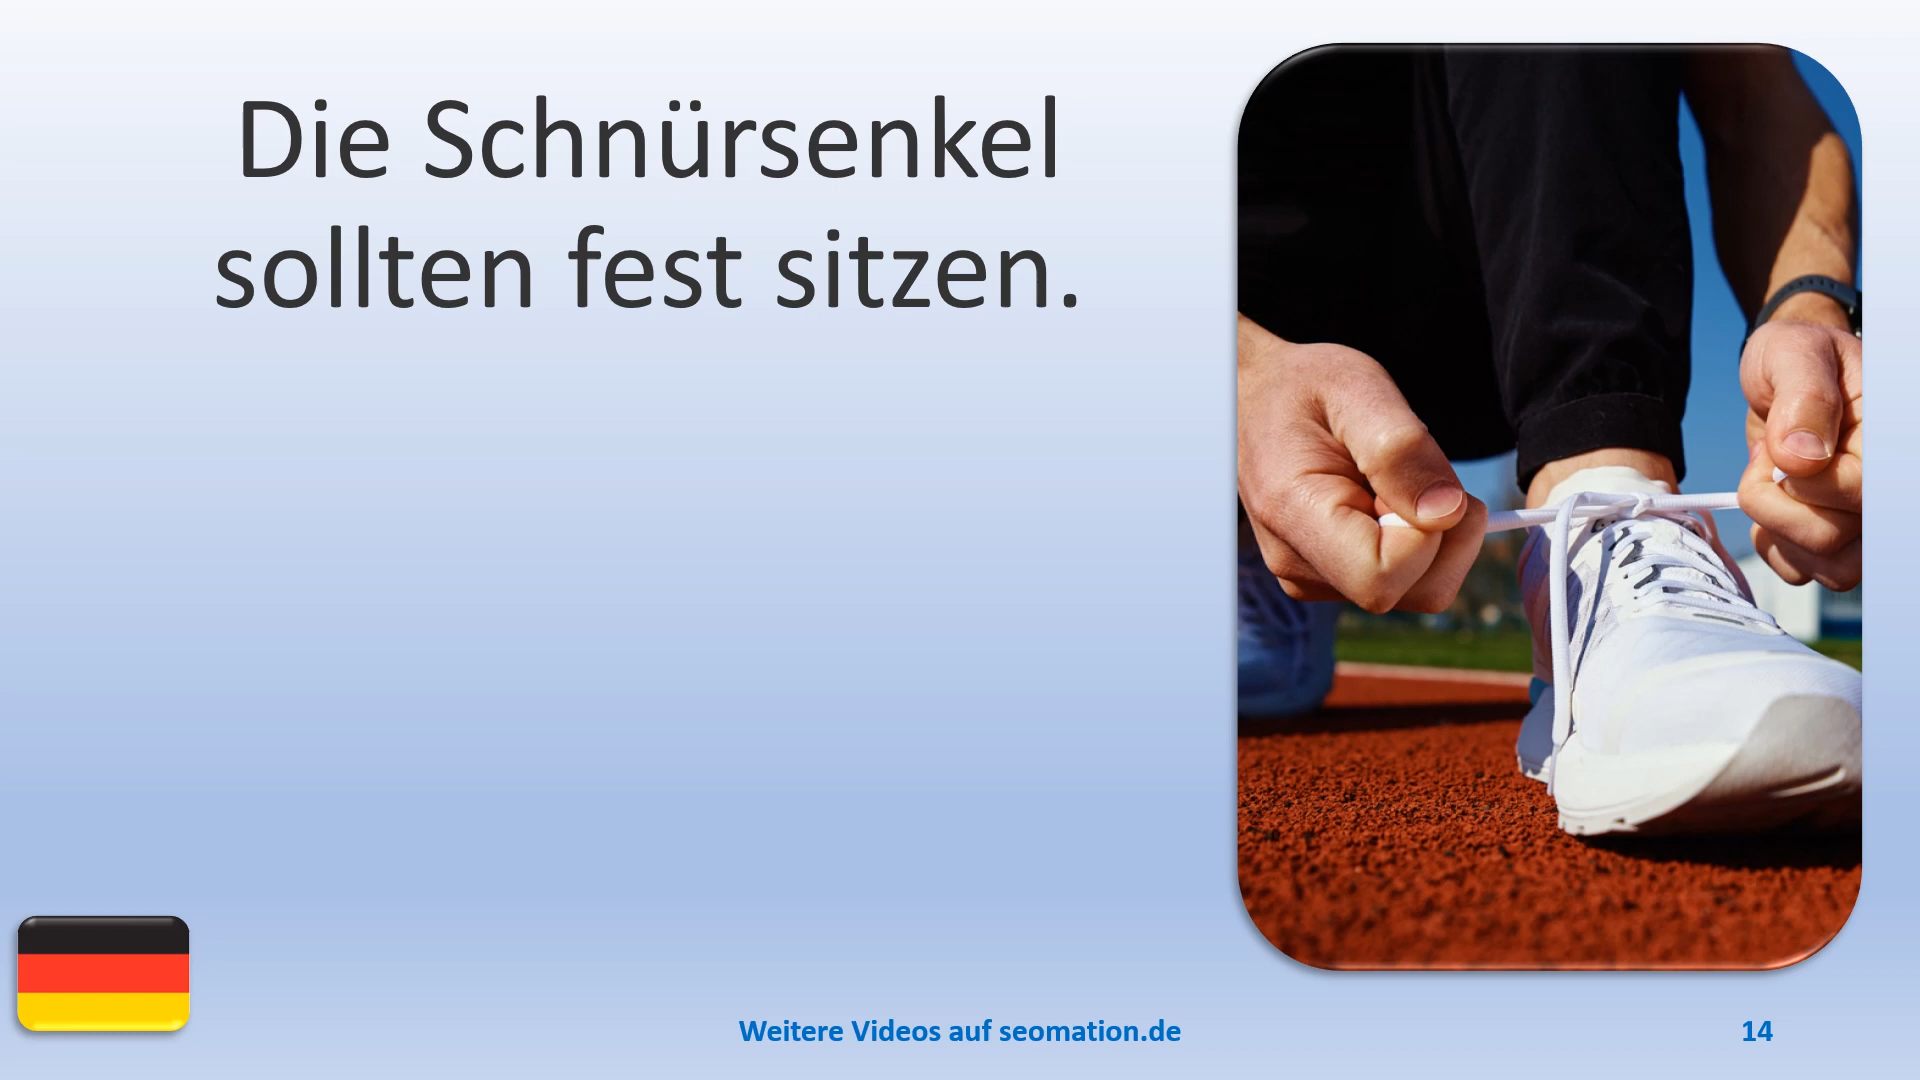 Die Schnürsenkel
sollten fest sitzen.
Weitere Videos auf seomation.de
14